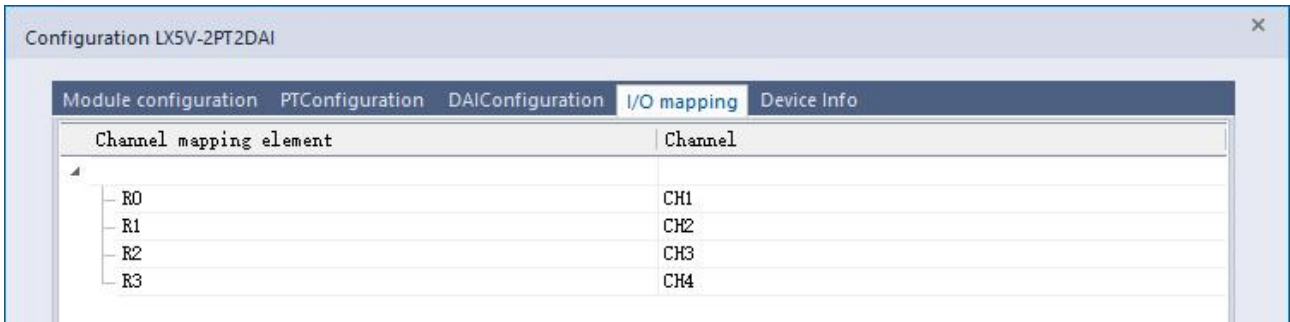 Configuration LX5V-2PT2DAI
Module configuration PTConfiguration DAIConfiguration I/O mapping Device Info
Channel mapping element Channel
R0 CH1
R1 CH2
R2 CH3
R3 CH4